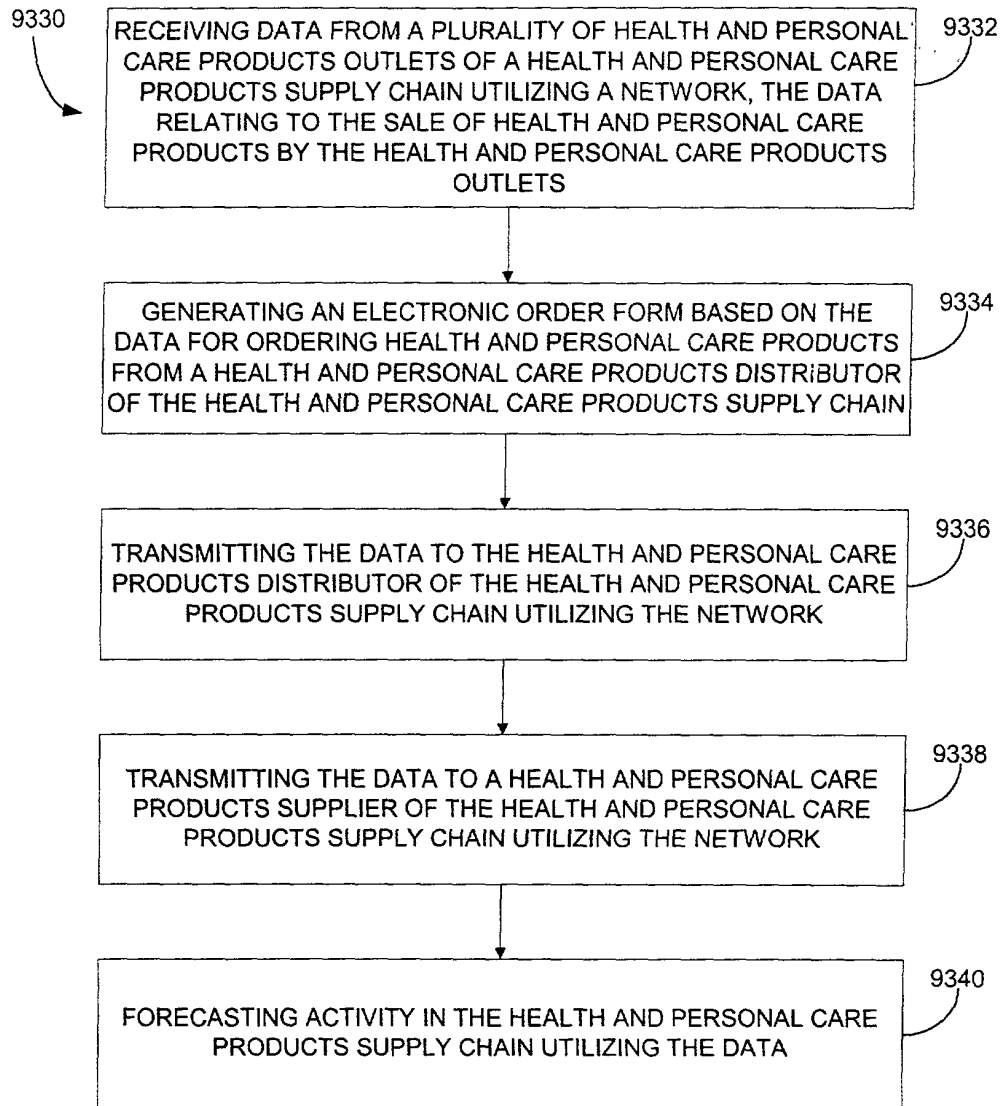 9330
RECEIVING DATA FROM A PLURALITY OF HEALTH AND PERSONAL
CARE PRODUCTS OUTLETS OF A HEALTH AND PERSONAL CARE
PRODUCTS SUPPLY CHAIN UTILIZING A NETWORK, THE DATA
RELATING TO THE SALE OF HEALTH AND PERSONAL CARE
PRODUCTS BY THE HEALTH AND PERSONAL CARE PRODUCTS
OUTLETS
9332
GENERATING AN ELECTRONIC ORDER FORM BASED ON THE
DATA FOR ORDERING HEALTH AND PERSONAL CARE PRODUCTS
FROM A HEALTH AND PERSONAL CARE PRODUCTS DISTRIBUTOR
OF THE HEALTH AND PERSONAL CARE PRODUCTS SUPPLY CHAIN
9334
TRANSMITTING THE DATA TO THE HEALTH AND PERSONAL CARE
PRODUCTS DISTRIBUTOR OF THE HEALTH AND PERSONAL CARE
PRODUCTS SUPPLY CHAIN UTILIZING THE NETWORK
9336
TRANSMITTING THE DATA TO A HEALTH AND PERSONAL CARE
PRODUCTS SUPPLIER OF THE HEALTH AND PERSONAL CARE
PRODUCTS SUPPLY CHAIN UTILIZING THE NETWORK
9338
FORECASTING ACTIVITY IN THE HEALTH AND PERSONAL CARE
PRODUCTS SUPPLY CHAIN UTILIZING THE DATA
9340